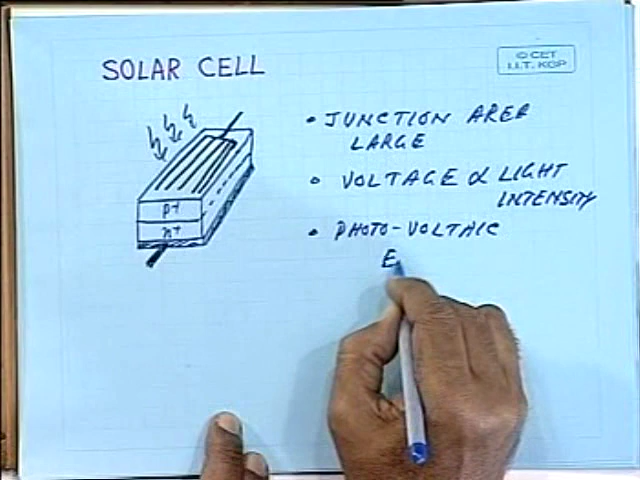 SOLAR CELL
© CET
I.I.T. KGP
• JUNCTION AREA
LARGE
• VOLTAGE ∝ LIGHT
INTENSITY
• PHOTO-VOLTAIC
E
p+
n+